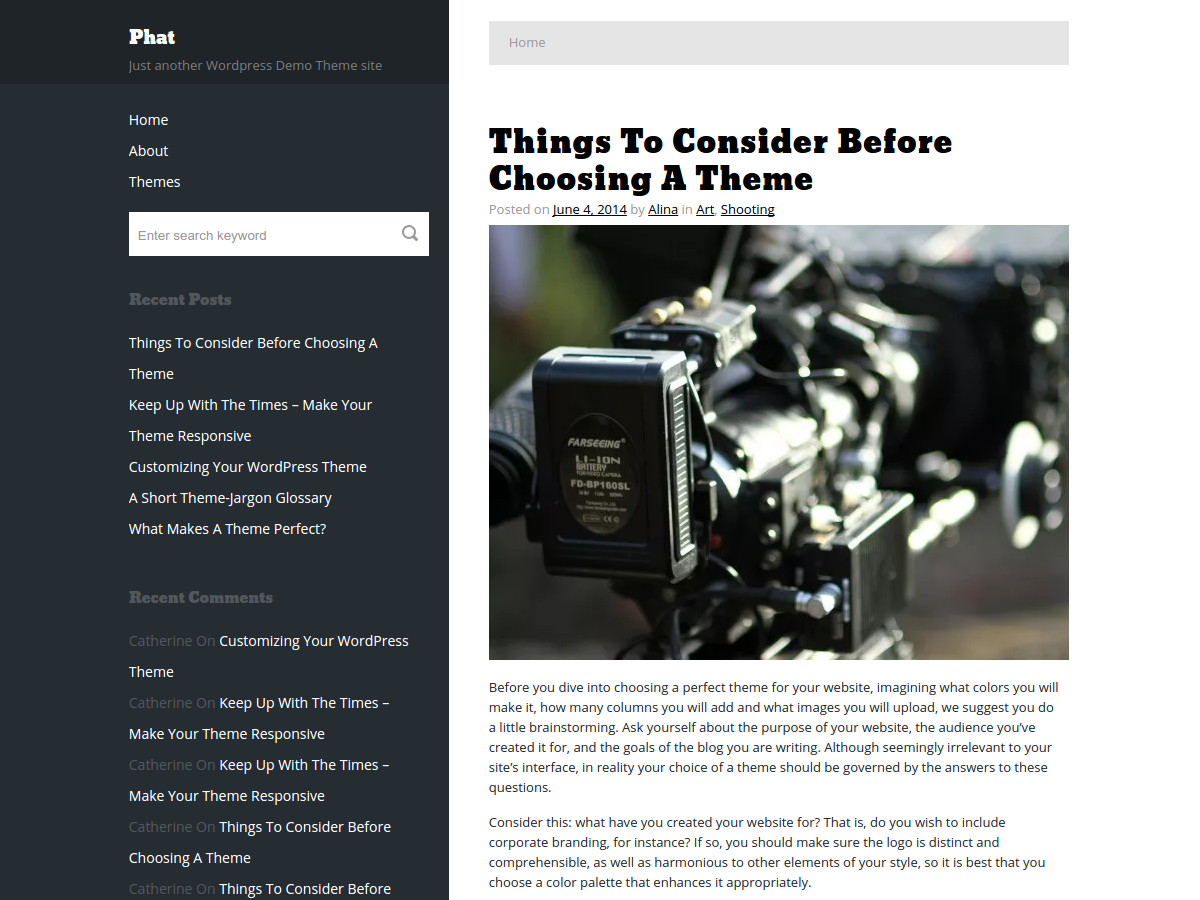 Phat
Just another Wordpress Demo Theme site
Home
About
Themes
Enter search keyword
Recent Posts
Things To Consider Before Choosing A
Theme
Keep Up With The Times – Make Your
Theme Responsive
Customizing Your WordPress Theme
A Short Theme-Jargon Glossary
What Makes A Theme Perfect?
Recent Comments
Catherine On Customizing Your WordPress
Theme
Catherine On Keep Up With The Times –
Make Your Theme Responsive
Catherine On Keep Up With The Times –
Make Your Theme Responsive
Catherine On Things To Consider Before
Choosing A Theme
Catherine On Things To Consider Before
Home
Things To Consider Before
Choosing A Theme
Posted on June 4, 2014 by Alina in Art, Shooting
FARSEEING®
LI-ION
BATTERY
FOR VIDEO CAMERA
FD-BP160SL
Before you dive into choosing a perfect theme for your website, imagining what colors you will
make it, how many columns you will add and what images you will upload, we suggest you do
a little brainstorming. Ask yourself about the purpose of your website, the audience you’ve
created it for, and the goals of the blog you are writing. Although seemingly irrelevant to your
site’s interface, in reality your choice of a theme should be governed by the answers to these
questions.
Consider this: what have you created your website for? That is, do you wish to include
corporate branding, for instance? If so, you should make sure the logo is distinct and
comprehensible, as well as harmonious to other elements of your style, so it is best that you
choose a color palette that enhances it appropriately.